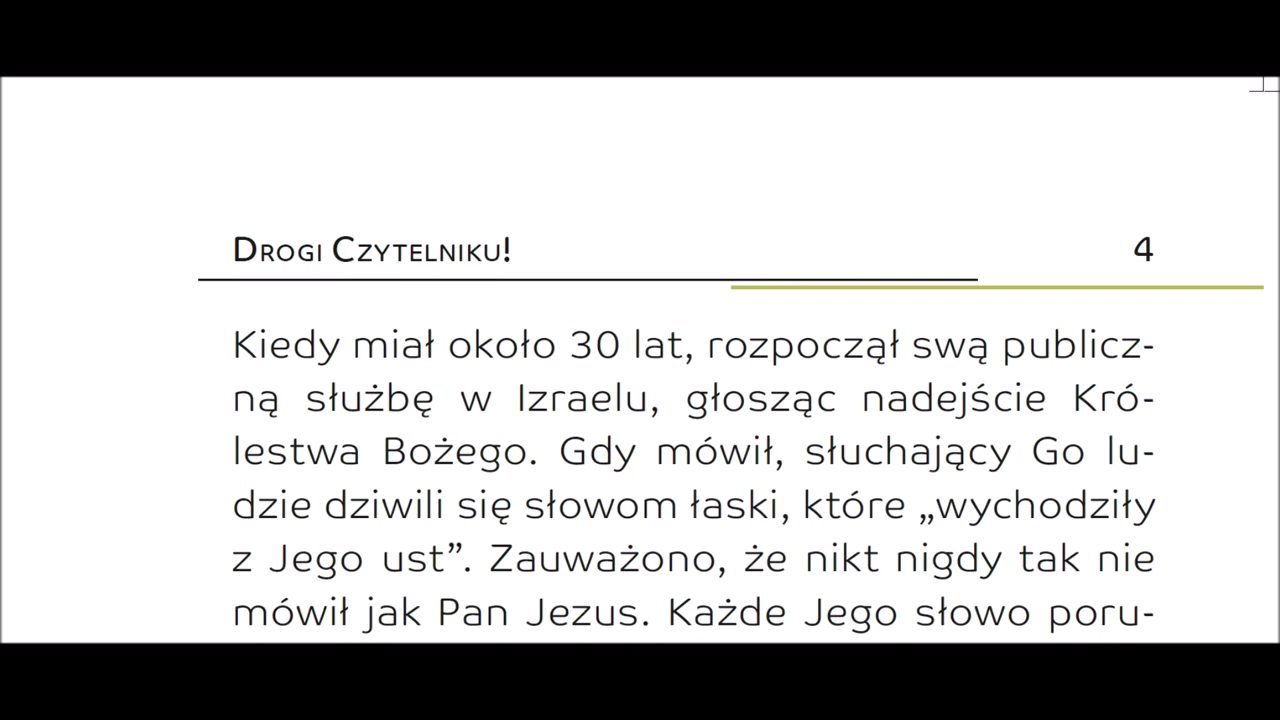 Drogi Czytelniku! 4
Kiedy miał około 30 lat, rozpoczął swą publicz-
ną służbę w Izraelu, głosząc nadejście Kró-
lestwa Bożego. Gdy mówił, słuchający Go lu-
dzie dziwili się słowom łaski, które „wychodziły
z Jego ust”. Zauważono, że nikt nigdy tak nie
mówił jak Pan Jezus. Każde Jego słowo poru-